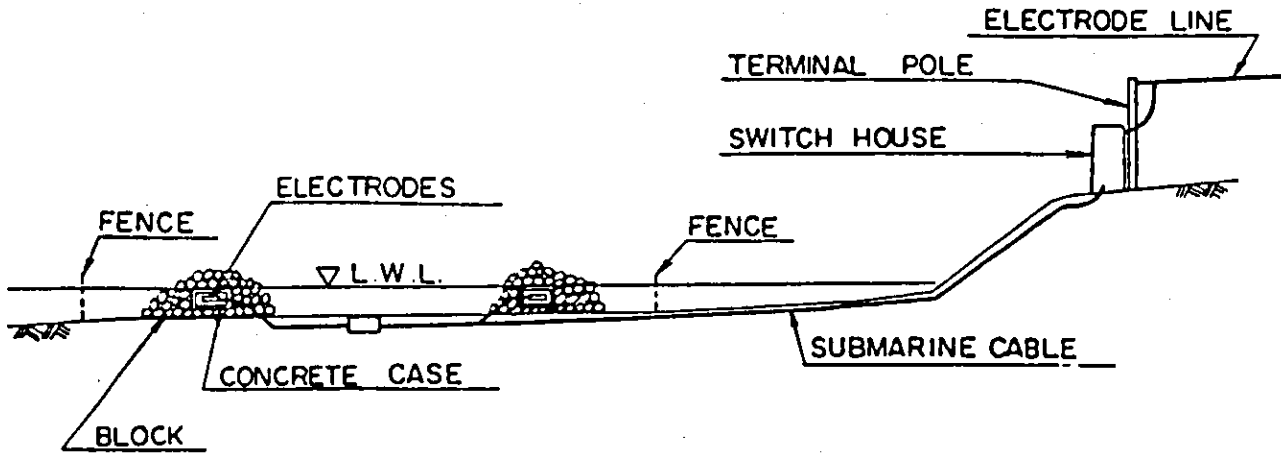 ELECTRODE LINE
TERMINAL POLE
SWITCH HOUSE
ELECTRODES
FENCE
FENCE
L.W.L.
SUBMARINE CABLE
CONCRETE CASE
BLOCK